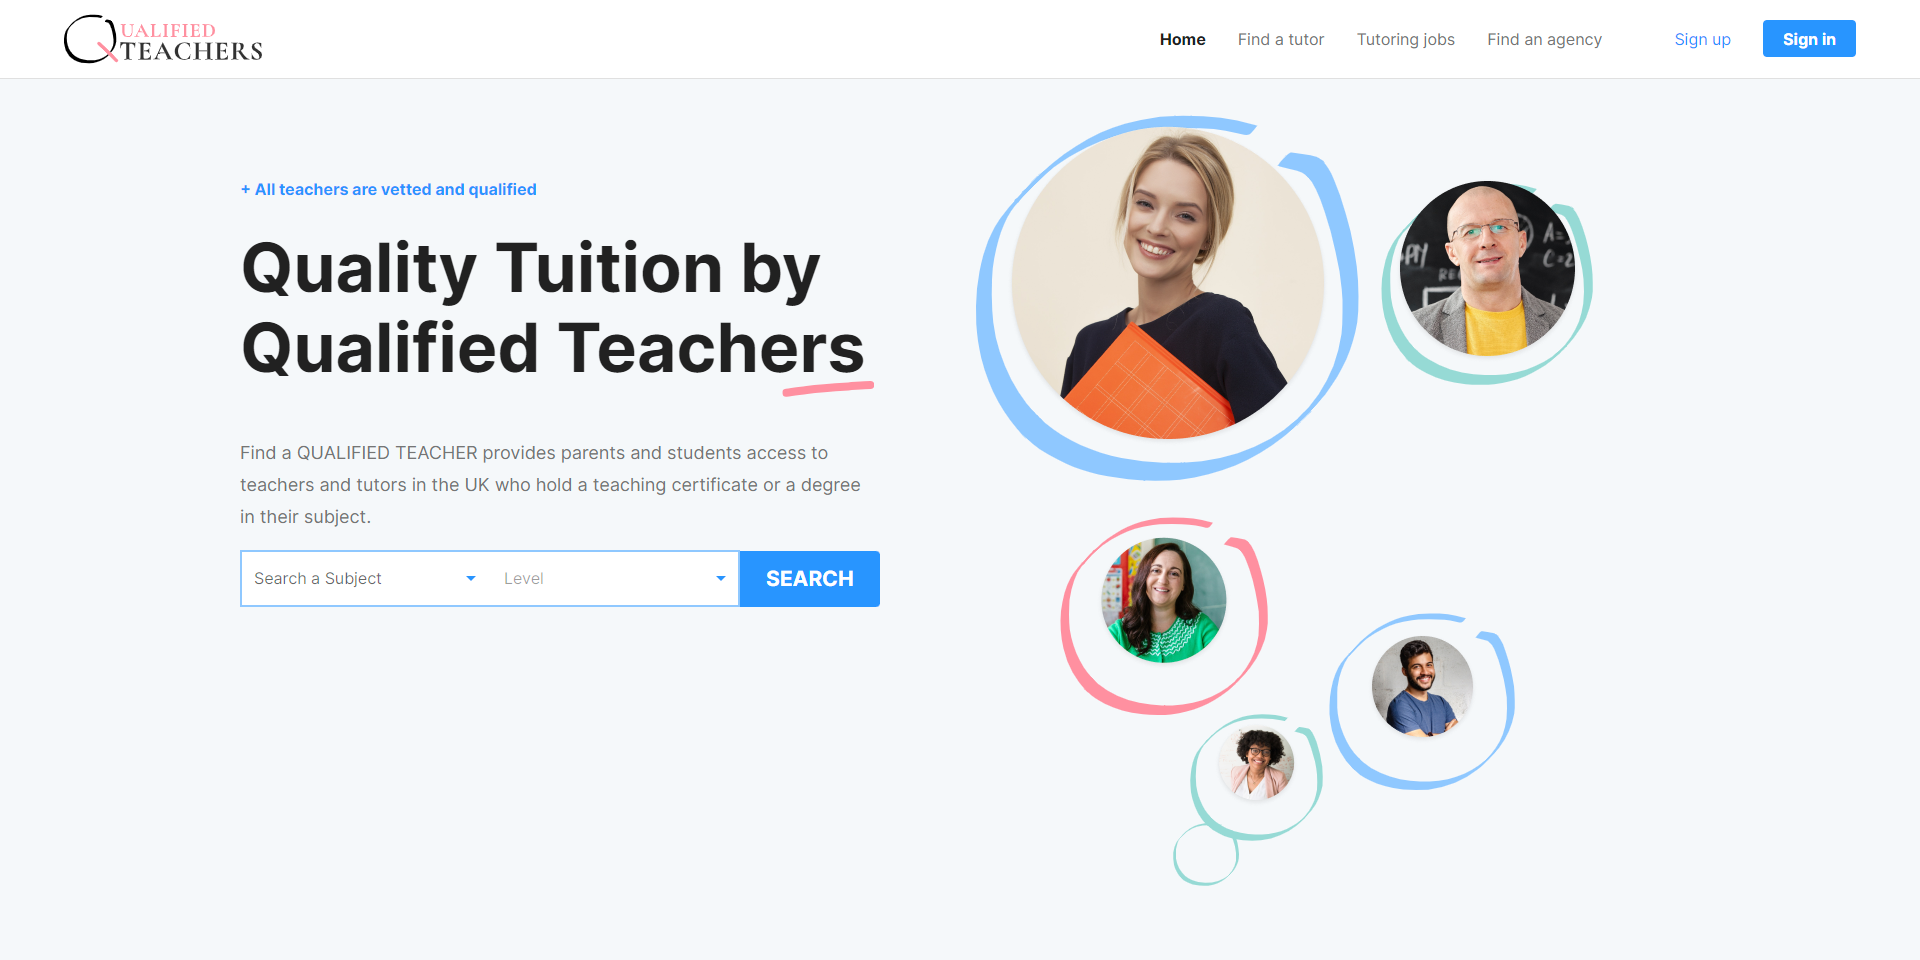 QUALIFIED
TEACHERS
Home
Find a tutor
Tutoring jobs
Find an agency
Sign up
Sign in
+ All teachers are vetted and qualified
Quality Tuition by
Qualified Teachers
Find a QUALIFIED TEACHER provides parents and students access to
teachers and tutors in the UK who hold a teaching certificate or a degree
in their subject.
Search a Subject
Level
SEARCH